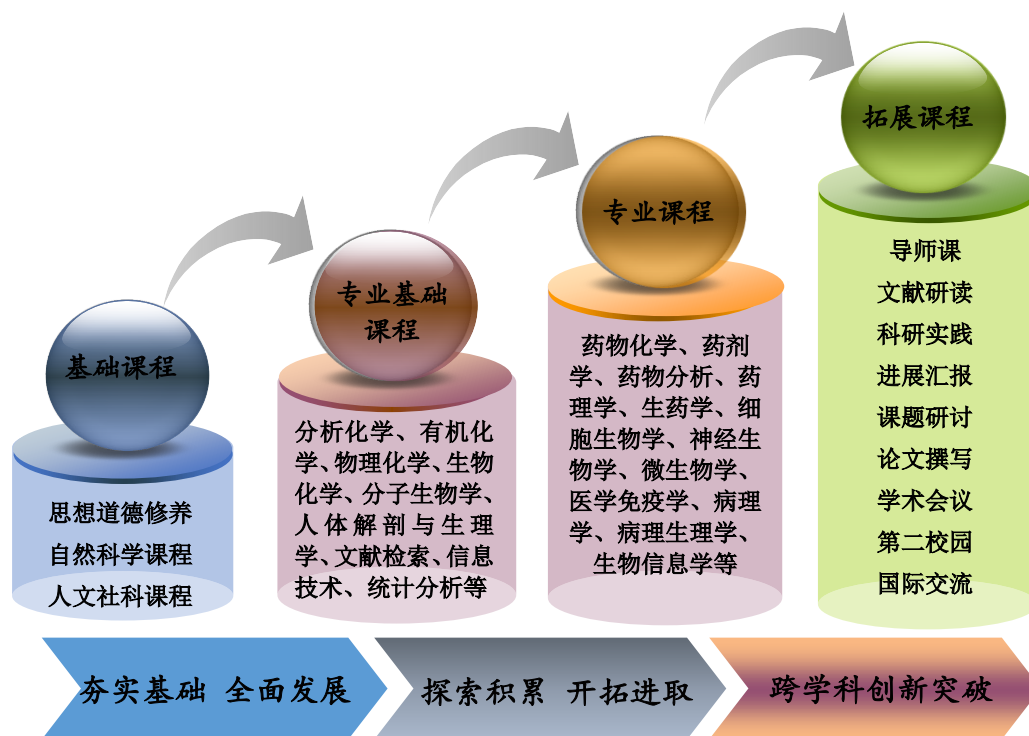 基础课程
思想道德修养
自然科学课程
人文社科课程
专业基础
课程
分析化学、有机化
学、物理化学、生物
化学、分子生物学、
人体解剖与生理
学、文献检索、信息
技术、统计分析等
专业课程
药物化学、药剂
学、药物分析、药
理学、生药学、细
胞生物学、神经生
物学、微生物学、
医学免疫学、病理
学、病理生理学、
生物信息学等
拓展课程
导师课
文献研读
科研实践
进展汇报
课题研讨
论文撰写
学术会议
第二校园
国际交流
夯实基础 全面发展
探索积累 开拓进取
跨学科创新突破